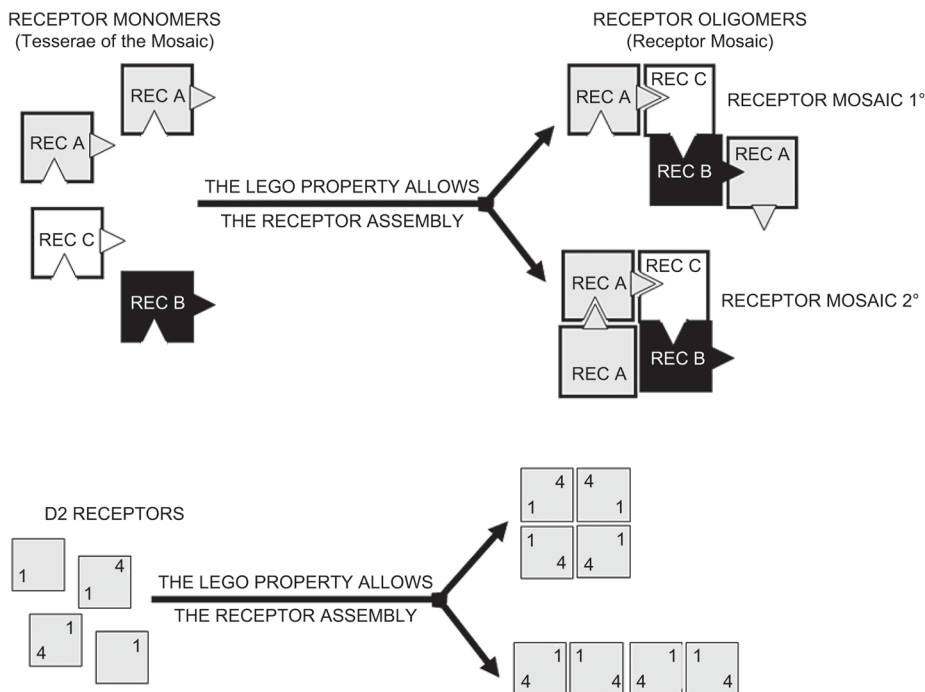 RECEPTOR MONOMERS
(Tesserae of the Mosaic)
RECEPTOR OLIGOMERS
(Receptor Mosaic)
REC A
REC A
REC C
REC B
THE LEGO PROPERTY ALLOWS
THE RECEPTOR ASSEMBLY
REC A
REC C
REC B
REC A
RECEPTOR MOSAIC 1°
REC A
REC C
REC A
REC B
RECEPTOR MOSAIC 2°
D2 RECEPTORS
1
4
1
1
4
1
THE LEGO PROPERTY ALLOWS
THE RECEPTOR ASSEMBLY
4 4
1 1
1 1
4 4
1 1 1 1
4 4 4 4